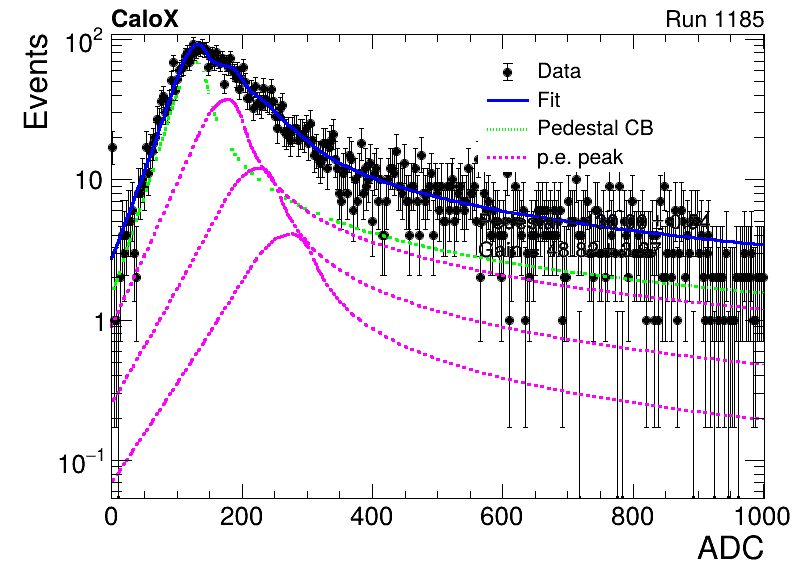 CaloX Run 1185
Events
Data
Fit
Pedestal CB
p.e. peak
Gain
10²
10
1
10⁻¹
0 200 400 600 800 1000
ADC